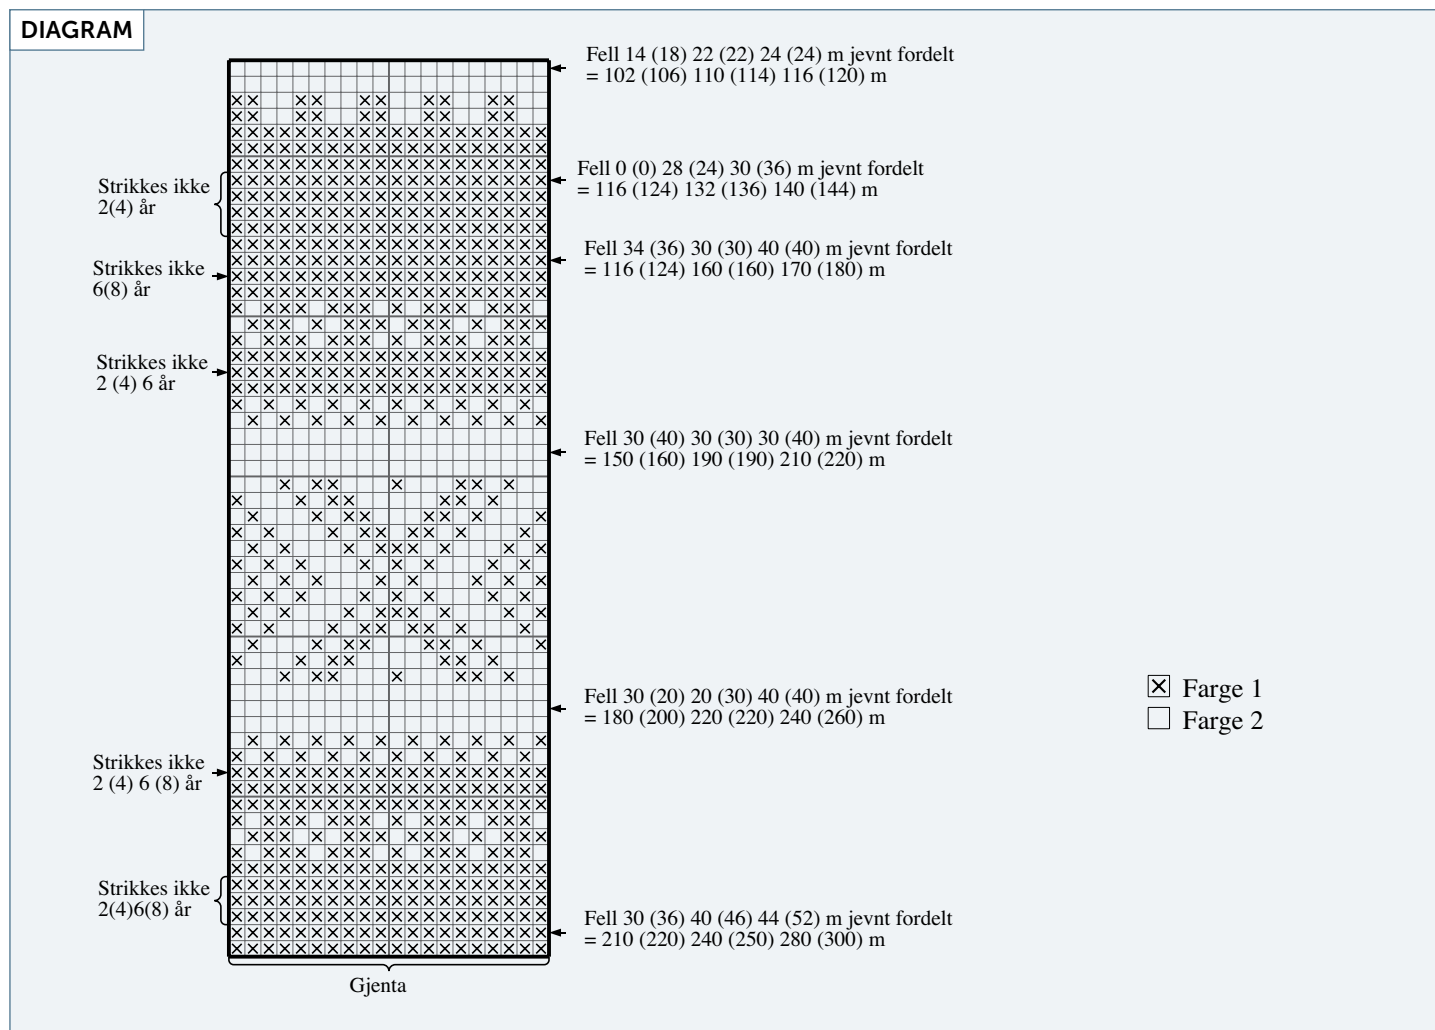 DIAGRAM
Fell 14 (18) 22 (22) 24 (24) m jevnt fordelt
= 102 (106) 110 (114) 116 (120) m
Fell 0 (0) 28 (24) 30 (36) m jevnt fordelt
= 116 (124) 132 (136) 140 (144) m
Strikkes ikke
2(4) år
Fell 34 (36) 30 (30) 40 (40) m jevnt fordelt
= 116 (124) 160 (160) 170 (180) m
Strikkes ikke
6(8) år
Strikkes ikke
2 (4) 6 år
Fell 30 (40) 30 (30) 30 (40) m jevnt fordelt
= 150 (160) 190 (190) 210 (220) m
Fell 30 (20) 20 (30) 40 (40) m jevnt fordelt
= 180 (200) 220 (220) 240 (260) m
Farge 1
Farge 2
Strikkes ikke
2 (4) 6 (8) år
Strikkes ikke
2(4)6(8) år
Fell 30 (36) 40 (46) 44 (52) m jevnt fordelt
= 210 (220) 240 (250) 280 (300) m
Gjenta